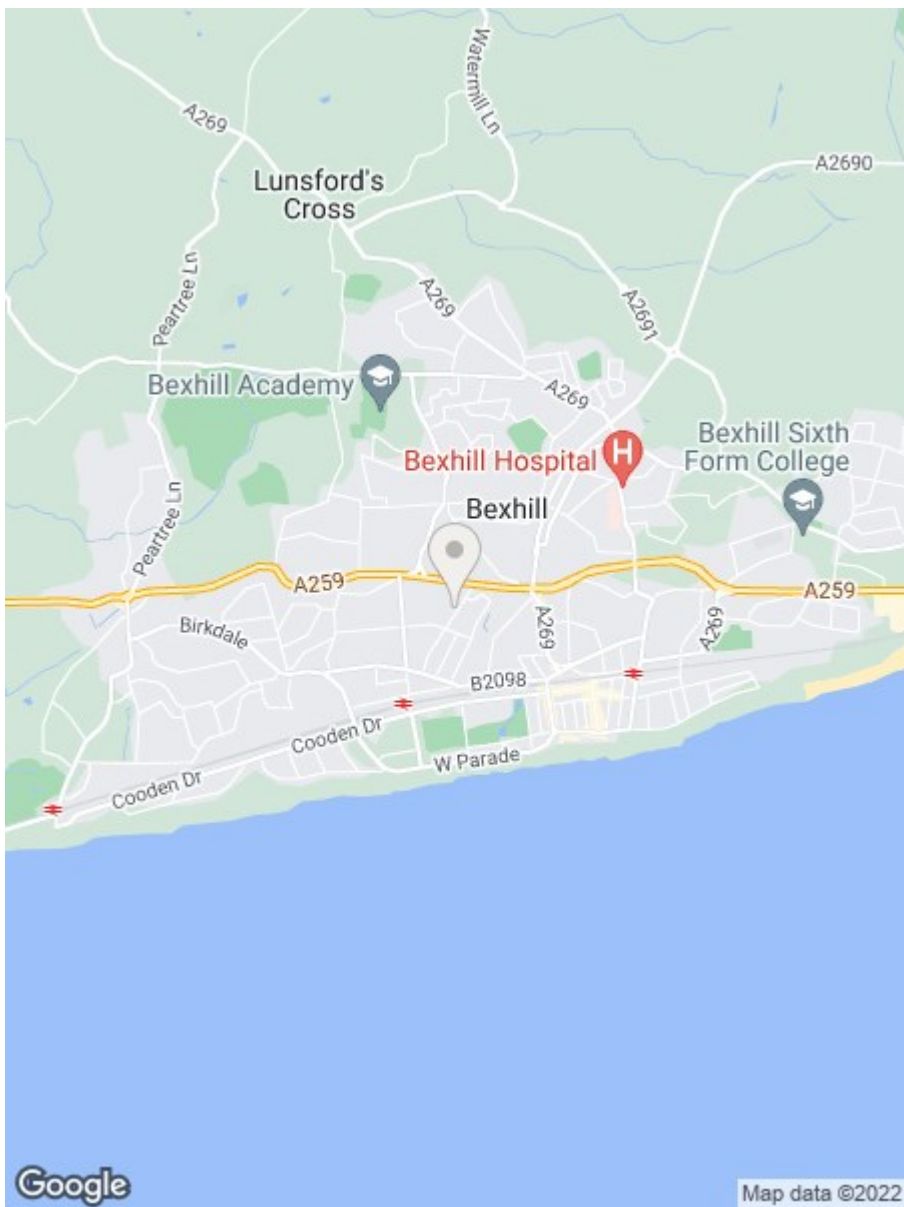 Watermill Ln
A269
A2690
Lunsford's
Cross
Peartree Ln
A269
A2691
Bexhill Academy
A269
Bexhill Sixth
Form College
Bexhill Hospital
H
Bexhill
Peartree Ln
A259
A259
Birkdale
A269
A269
B2098
Cooden Dr
W Parade
Cooden Dr
Google
Map data ©2022